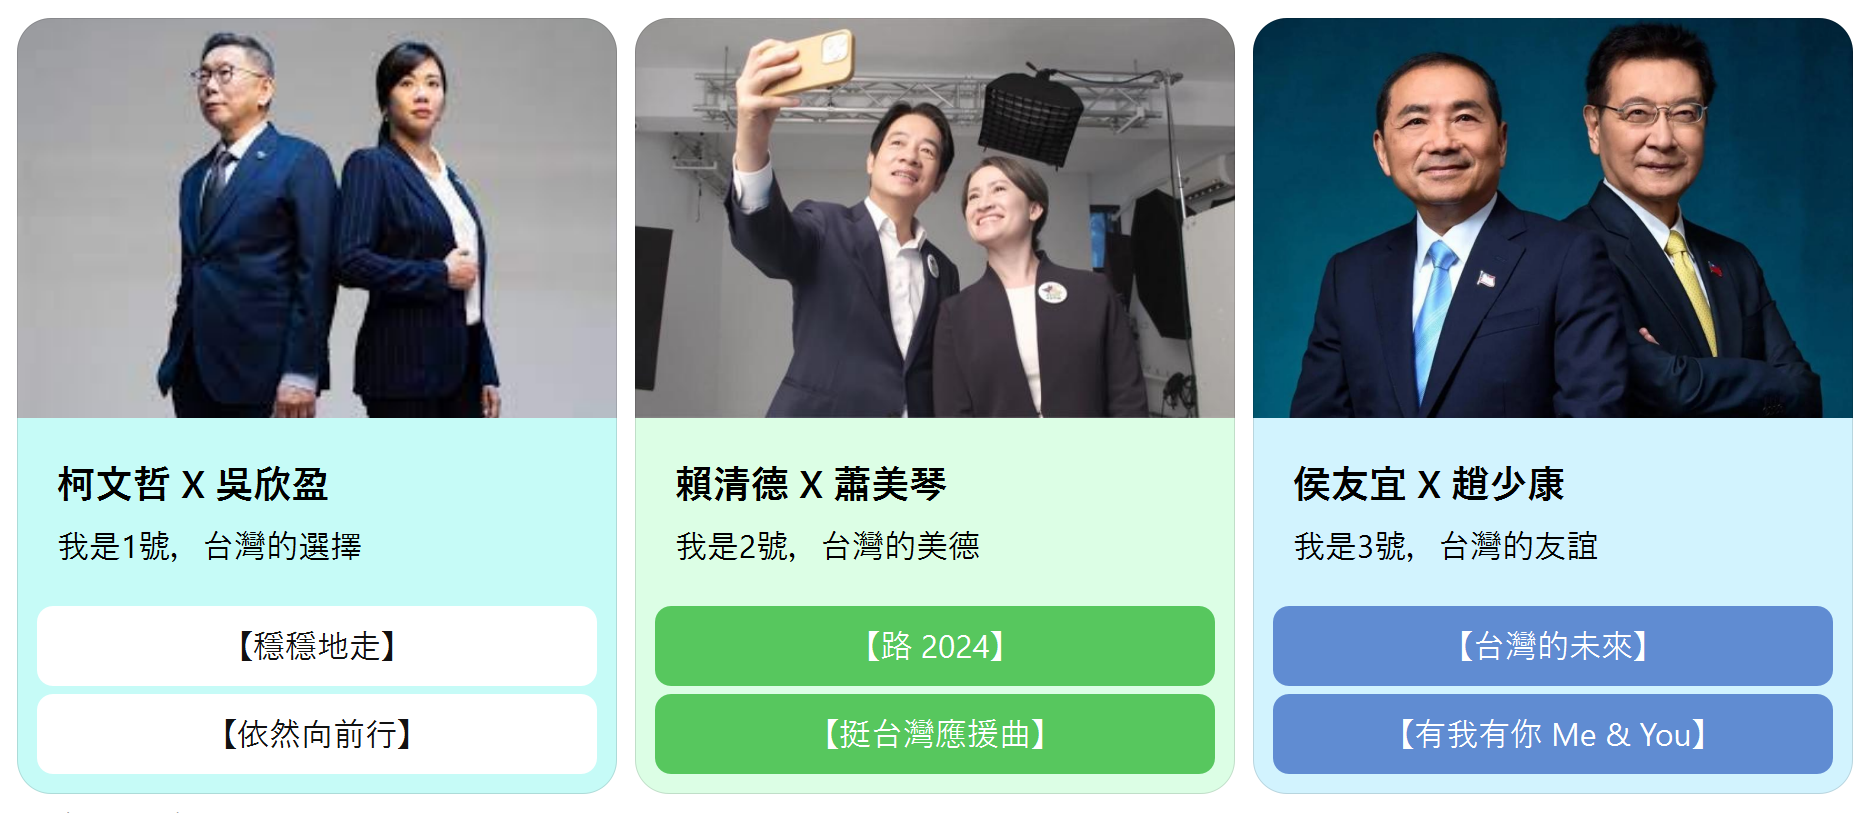 柯文哲 X 吳欣盈
我是1號，台灣的選擇
【穩穩地走】
【依然向前行】
賴清德 X 蕭美琴
我是2號，台灣的美德
【路 2024】
【挺台灣應援曲】
侯友宜 X 趙少康
我是3號，台灣的友誼
【台灣的未來】
【有我有你 Me & You】